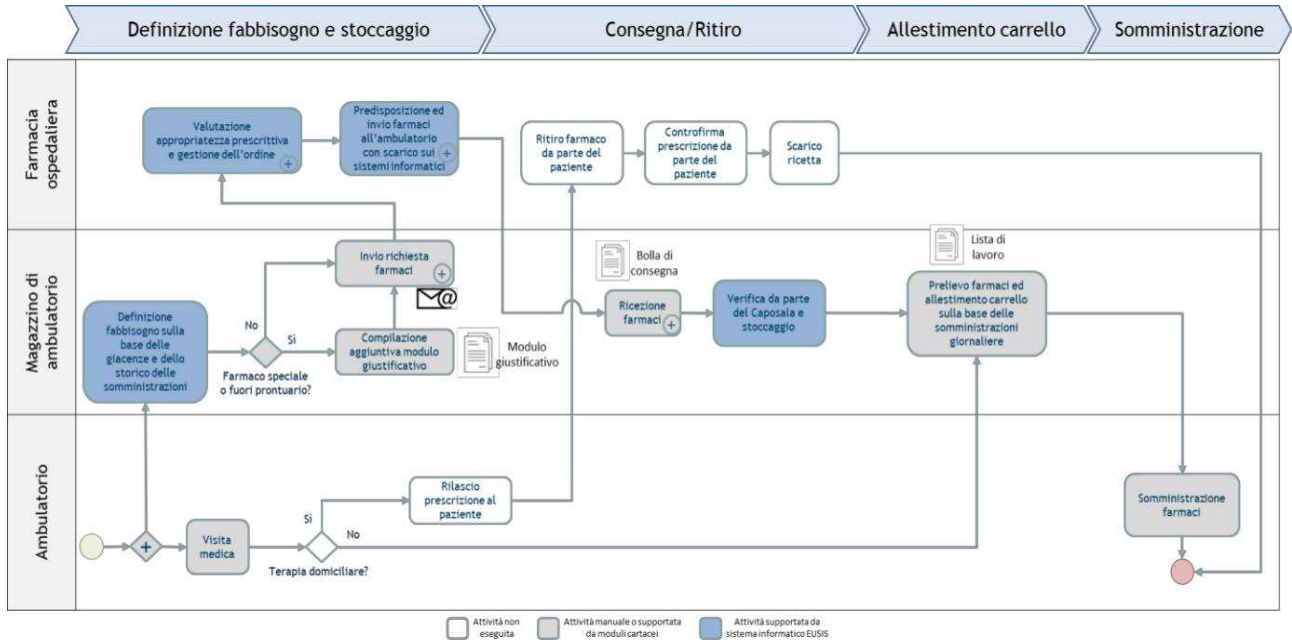 Definizione fabbisogno e stoccaggio
Consegna/Ritiro
Allestimento carrello
Somministrazione
Farmacia
ospedaliera
Valutazione
appropriatezza prescrittiva
e gestione dell'ordine
Predisposizione ed
invio farmaci
all'ambulatorio
con scarico sui
sistemi informatici
Ritiro farmaco
da parte del
paziente
Controfirma
prescrizione da
parte del
paziente
Scarico
ricetta
Magazzino di
ambulatorio
Definizione
fabbisogno sulla
base delle
giacenze e dello
storico delle
somministrazioni
No
Sì
Farmaco speciale
o fuori prontuario?
Invio richiesta
farmaci
Compilazione
aggiuntiva modulo
giustificativo
Modulo
giustificativo
Bolla di
consegna
Ricezione
farmaci
Verifica da parte
del Caposala e
stoccaggio
Lista di
lavoro
Prelievo farmaci ed
allestimento carrello
sulla base delle
somministrazioni
giornaliere
Ambulatorio
Visita
medica
Sì
No
Terapia domiciliare?
Rilascio
prescrizione al
paziente
Somministrazione
farmaci
Attività non
eseguita
Attività manuale o supportata
da moduli cartacei
Attività supportata da
sistema informatico EUSIS